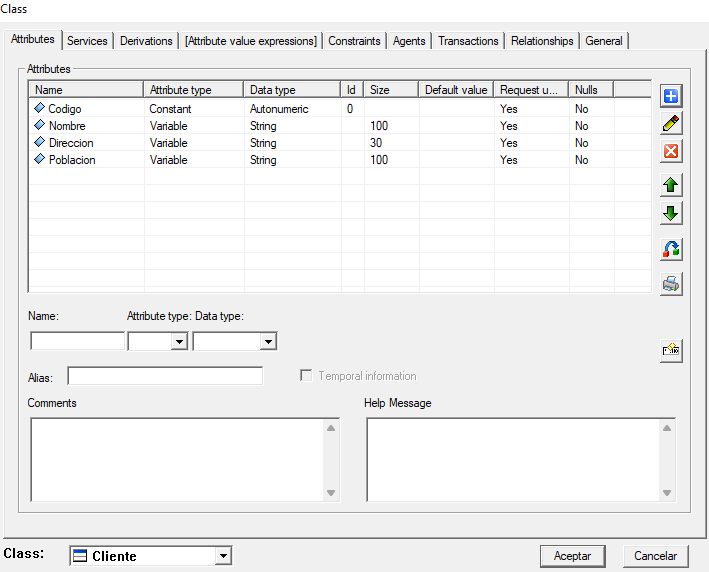 Class
Attributes Services Derivations [Attribute value expressions] Constraints Agents Transactions Relationships General
Attributes
Name Attribute type Data type Id Size Default value Request u... Nulls
Codigo Constant Autonumeric 0 Yes No
Nombre Variable String 100 Yes No
Direccion Variable String 30 Yes No
Poblacion Variable String 100 Yes No
Name: Attribute type: Data type:
Alias: Temporal information
Comments Help Message
Class: Cliente Aceptar Cancelar